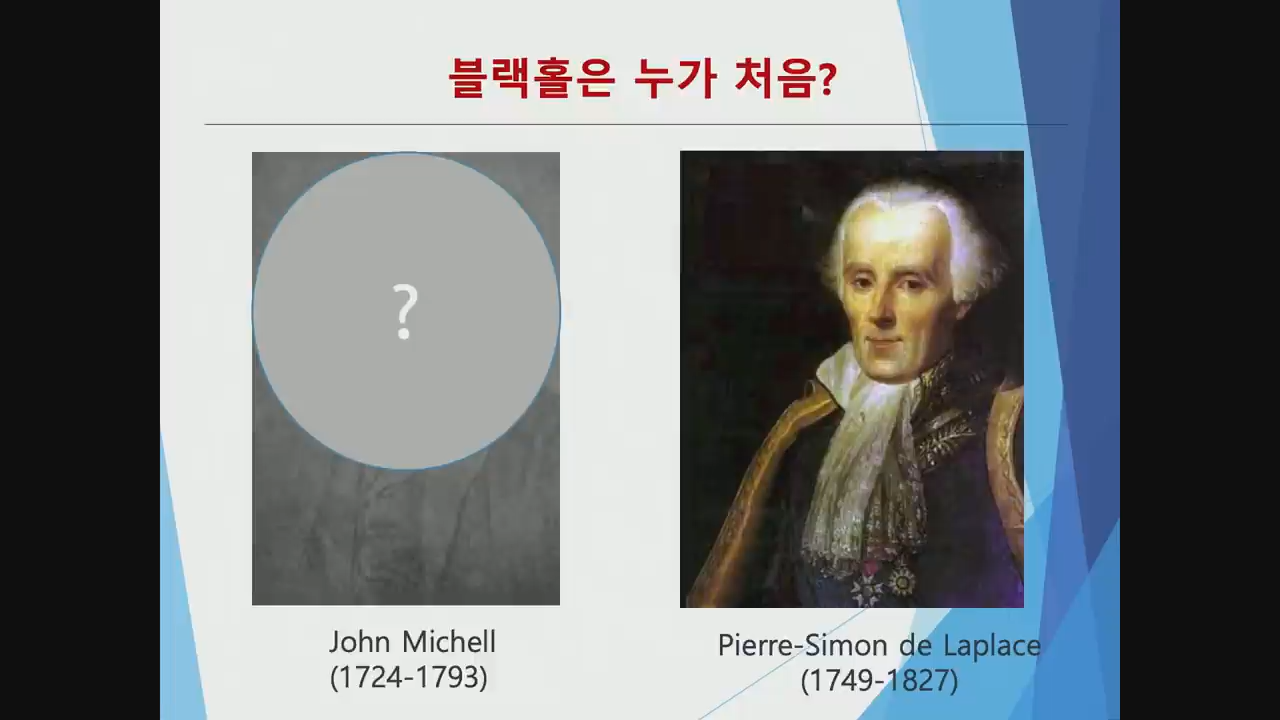 블랙홀은 누가 처음?
?
John Michell
(1724-1793)
Pierre-Simon de Laplace
(1749-1827)